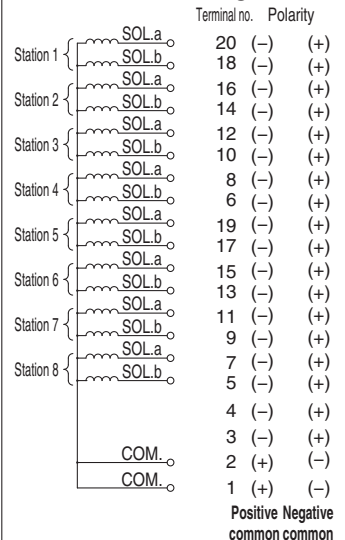 Terminal no. Polarity
Station 1 SOL.a 20 (–) (+)
SOL.b 18 (–) (+)
Station 2 SOL.a 16 (–) (+)
SOL.b 14 (–) (+)
Station 3 SOL.a 12 (–) (+)
SOL.b 10 (–) (+)
Station 4 SOL.a 8 (–) (+)
SOL.b 6 (–) (+)
Station 5 SOL.a 19 (–) (+)
SOL.b 17 (–) (+)
Station 6 SOL.a 15 (–) (+)
SOL.b 13 (–) (+)
Station 7 SOL.a 11 (–) (+)
SOL.b 9 (–) (+)
Station 8 SOL.a 7 (–) (+)
SOL.b 5 (–) (+)
4 (–) (+)
3 (–) (+)
COM. 2 (+) (–)
COM. 1 (+) (–)
Positive Negative
common common